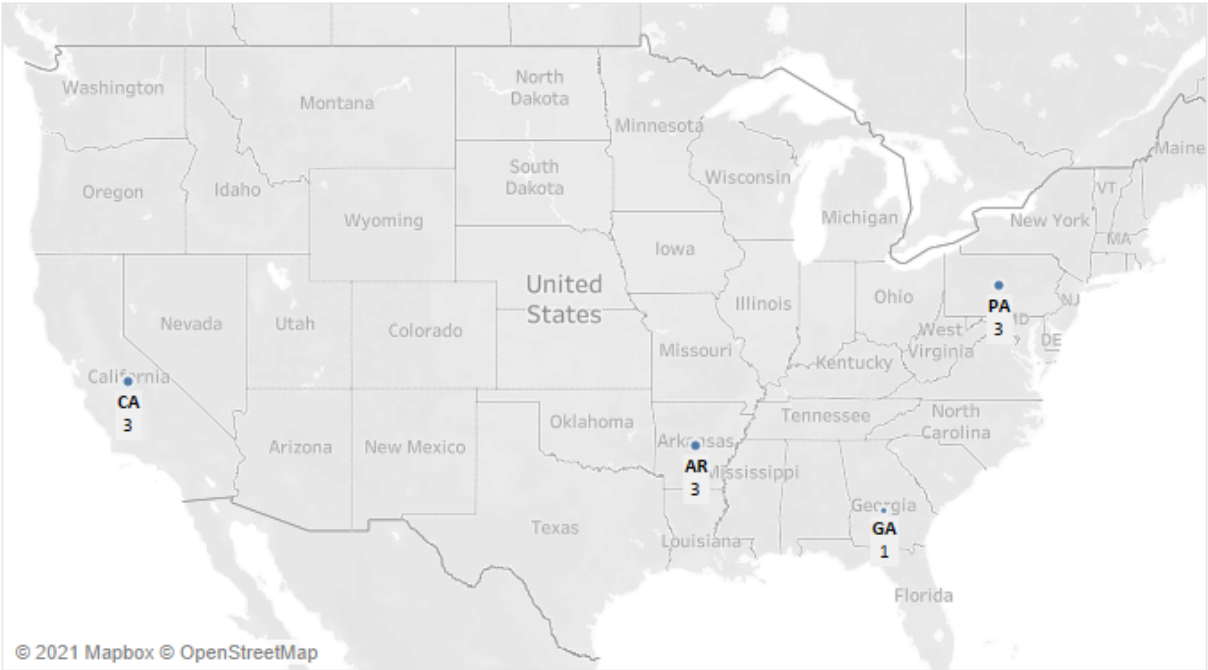 Washington
Montana
North
Dakota
Minnesota
Maine
Oregon
Idaho
South
Dakota
Wisconsin
VT
Wyoming
Michigan
New York
MA
Iowa
United
States
Nevada
Utah
Colorado
Illinois
Ohio
PA
3
NJ
MD
DE
West
Virginia
Missouri
Kentucky
California
CA
3
Arizona
New Mexico
Oklahoma
Arkansas
AR
3
Tennessee
North
Carolina
Mississippi
Georgia
GA
1
Texas
Louisiana
Florida
© 2021 Mapbox © OpenStreetMap